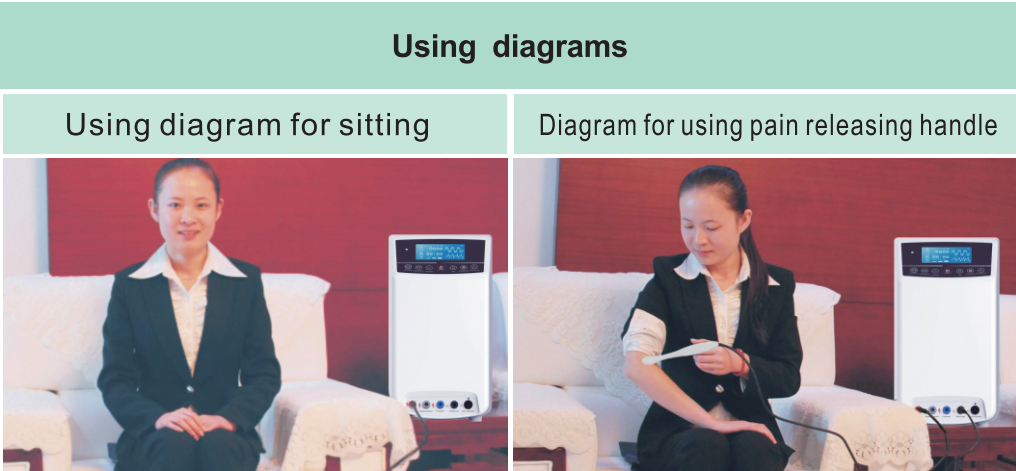 Using diagrams
Using diagram for sitting
Diagram for using pain releasing handle